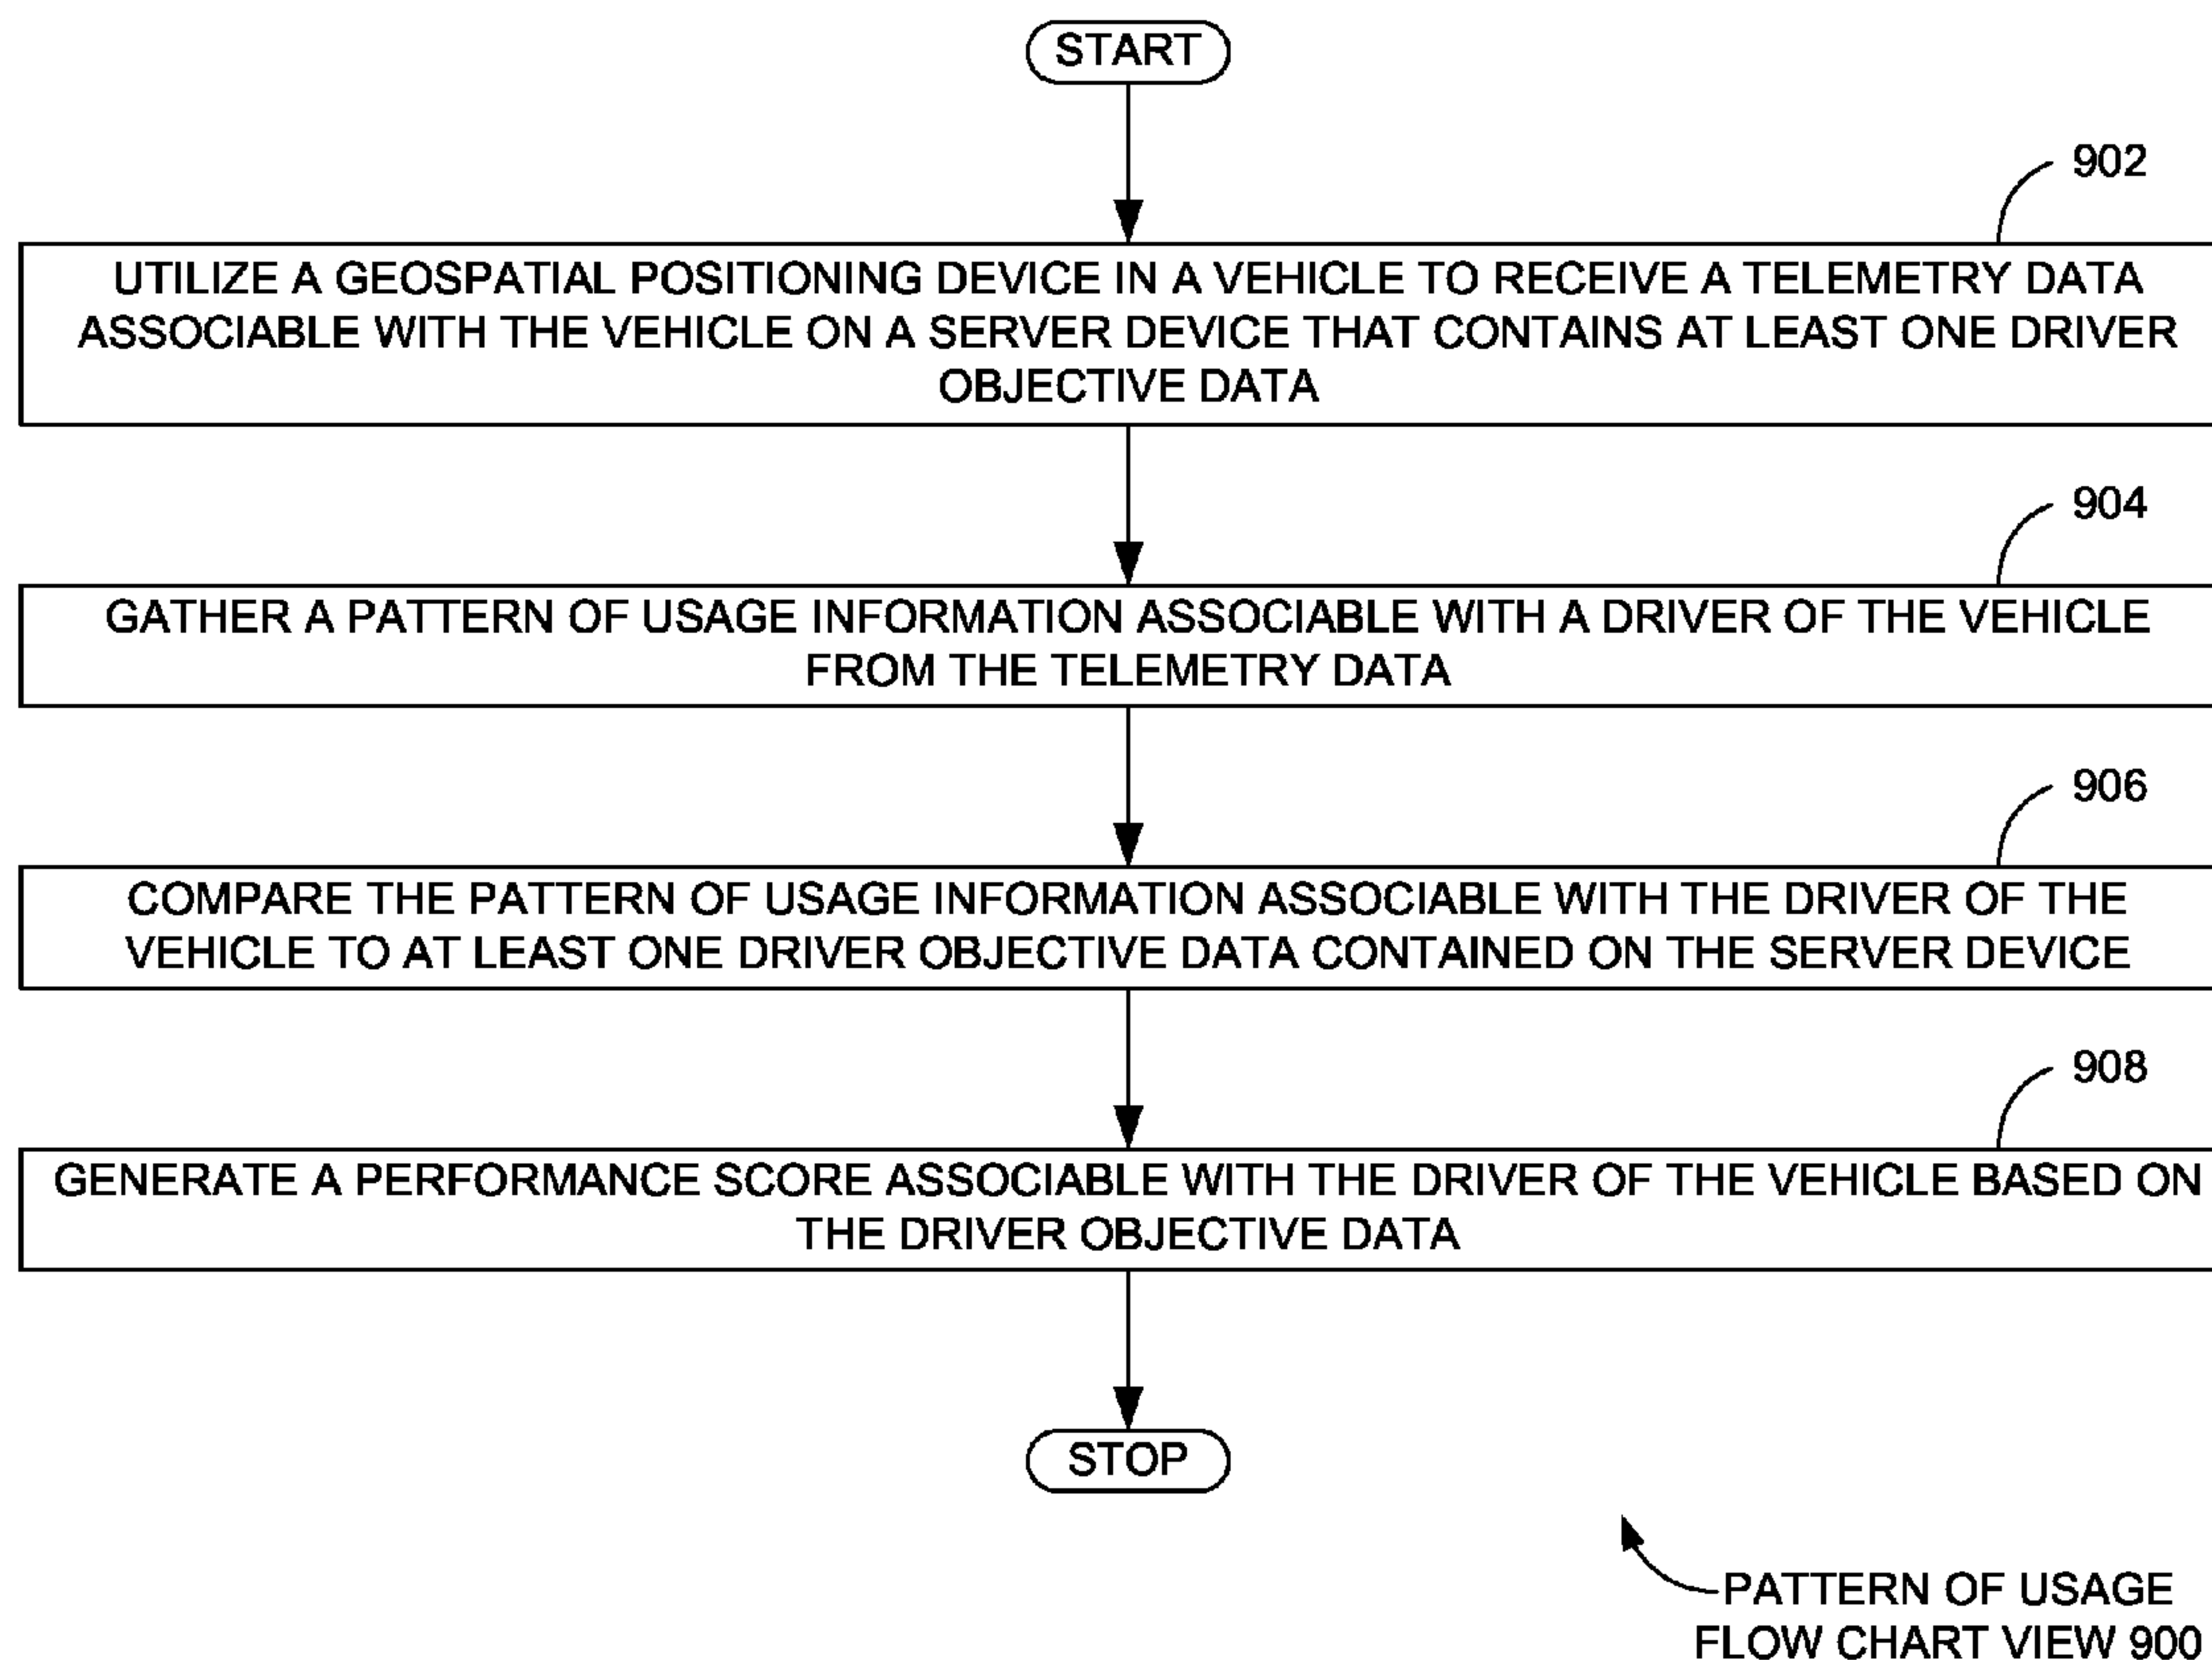 START
902
UTILIZE A GEOSPATIAL POSITIONING DEVICE IN A VEHICLE TO RECEIVE A TELEMETRY DATA
ASSOCIABLE WITH THE VEHICLE ON A SERVER DEVICE THAT CONTAINS AT LEAST ONE DRIVER
OBJECTIVE DATA
904
GATHER A PATTERN OF USAGE INFORMATION ASSOCIABLE WITH A DRIVER OF THE VEHICLE
FROM THE TELEMETRY DATA
906
COMPARE THE PATTERN OF USAGE INFORMATION ASSOCIABLE WITH THE DRIVER OF THE
VEHICLE TO AT LEAST ONE DRIVER OBJECTIVE DATA CONTAINED ON THE SERVER DEVICE
908
GENERATE A PERFORMANCE SCORE ASSOCIABLE WITH THE DRIVER OF THE VEHICLE BASED ON
THE DRIVER OBJECTIVE DATA
STOP
PATTERN OF USAGE
FLOW CHART VIEW 900